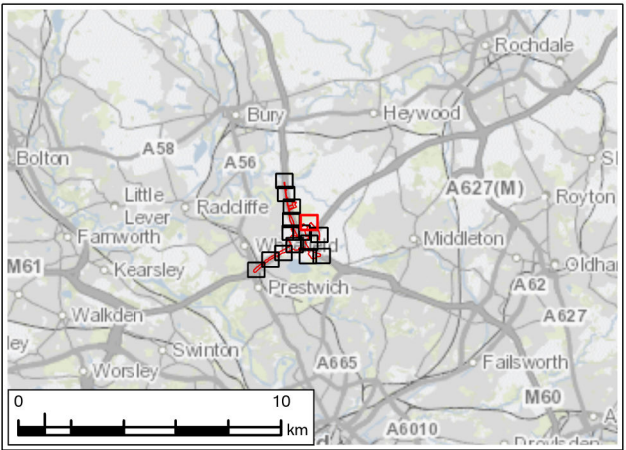 Rochdale
Bury
Heywood
A58
Bolton
A56
A627(M)
Little
Lever
Radcliffe
Royton
Farnworth
Middleton
M61
Kearsley
Prestwich
A62
Walkden
A627
ley
Swinton
A665
Failsworth
Worsley
M60
0
10
km
A6010